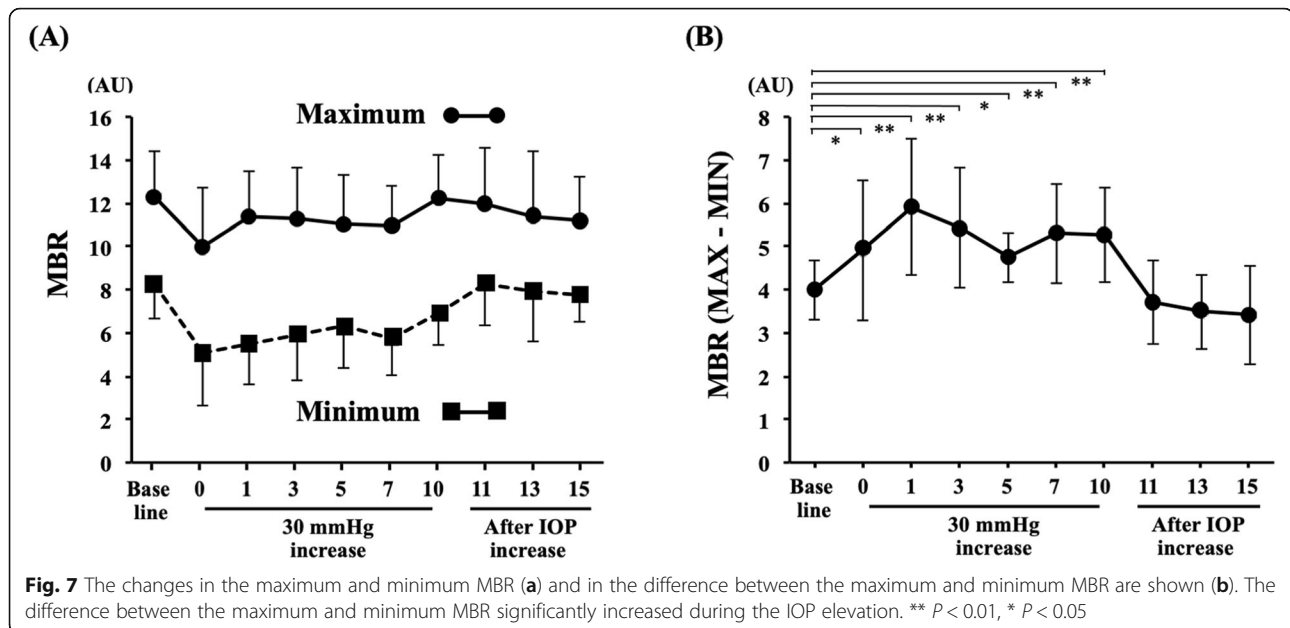 (A)
(AU)
Maximum
16
14
12
10
8
6
4
2
0
MBR
Minimum
Base line
0 1 3 5 7 10 11 13 15
30 mmHg increase
After IOP increase
(B)
(AU)
**
**
**
*
**
**
*
8
7
6
5
4
3
2
1
0
MBR (MAX - MIN)
Base line
0 1 3 5 7 10 11 13 15
30 mmHg increase
After IOP increase
Fig. 7 The changes in the maximum and minimum MBR (a) and in the difference between the maximum and minimum MBR are shown (b). The
difference between the maximum and minimum MBR significantly increased during the IOP elevation. ** P < 0.01, * P < 0.05